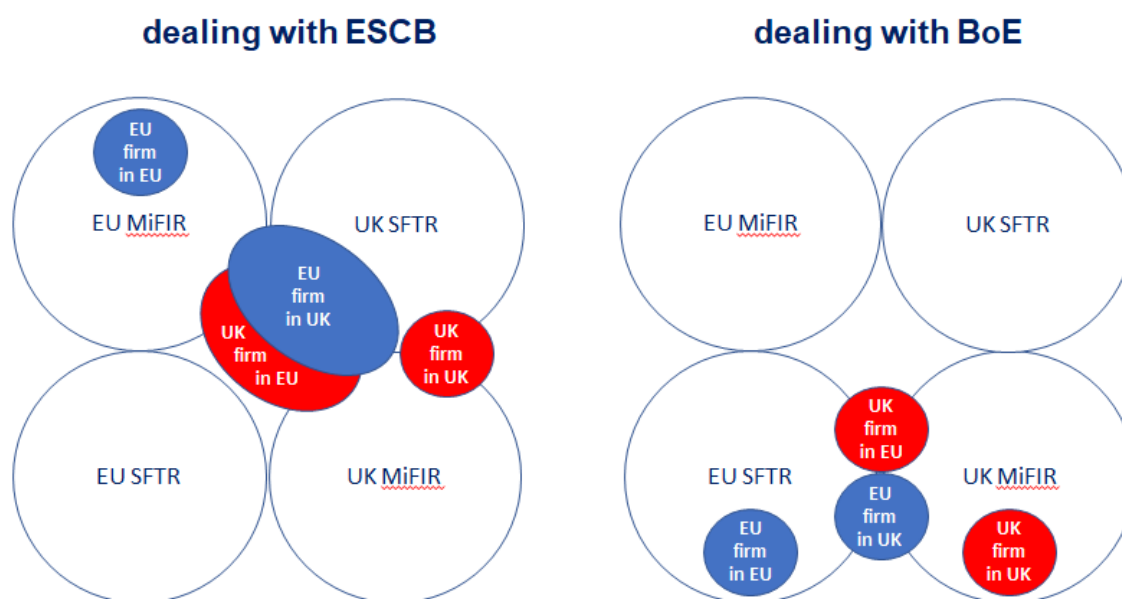 dealing with ESCB
EU
firm
in EU
EU MiFIR
UK SFTR
EU
firm
in UK
UK
firm
in EU
UK
firm
in UK
EU SFTR
UK MiFIR
dealing with BoE
EU MiFIR
UK SFTR
UK
firm
in EU
EU SFTR
UK MiFIR
EU
firm
in UK
EU
firm
in EU
UK
firm
in UK